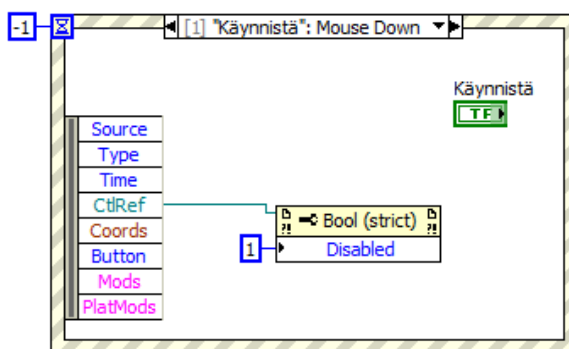 -1
[1] "Käynnistä": Mouse Down
Käynnistä
TF
Source
Type
Time
CtlRef
Coords
Button
Mods
PlatMods
?! Bool (strict) ?!
1
Disabled